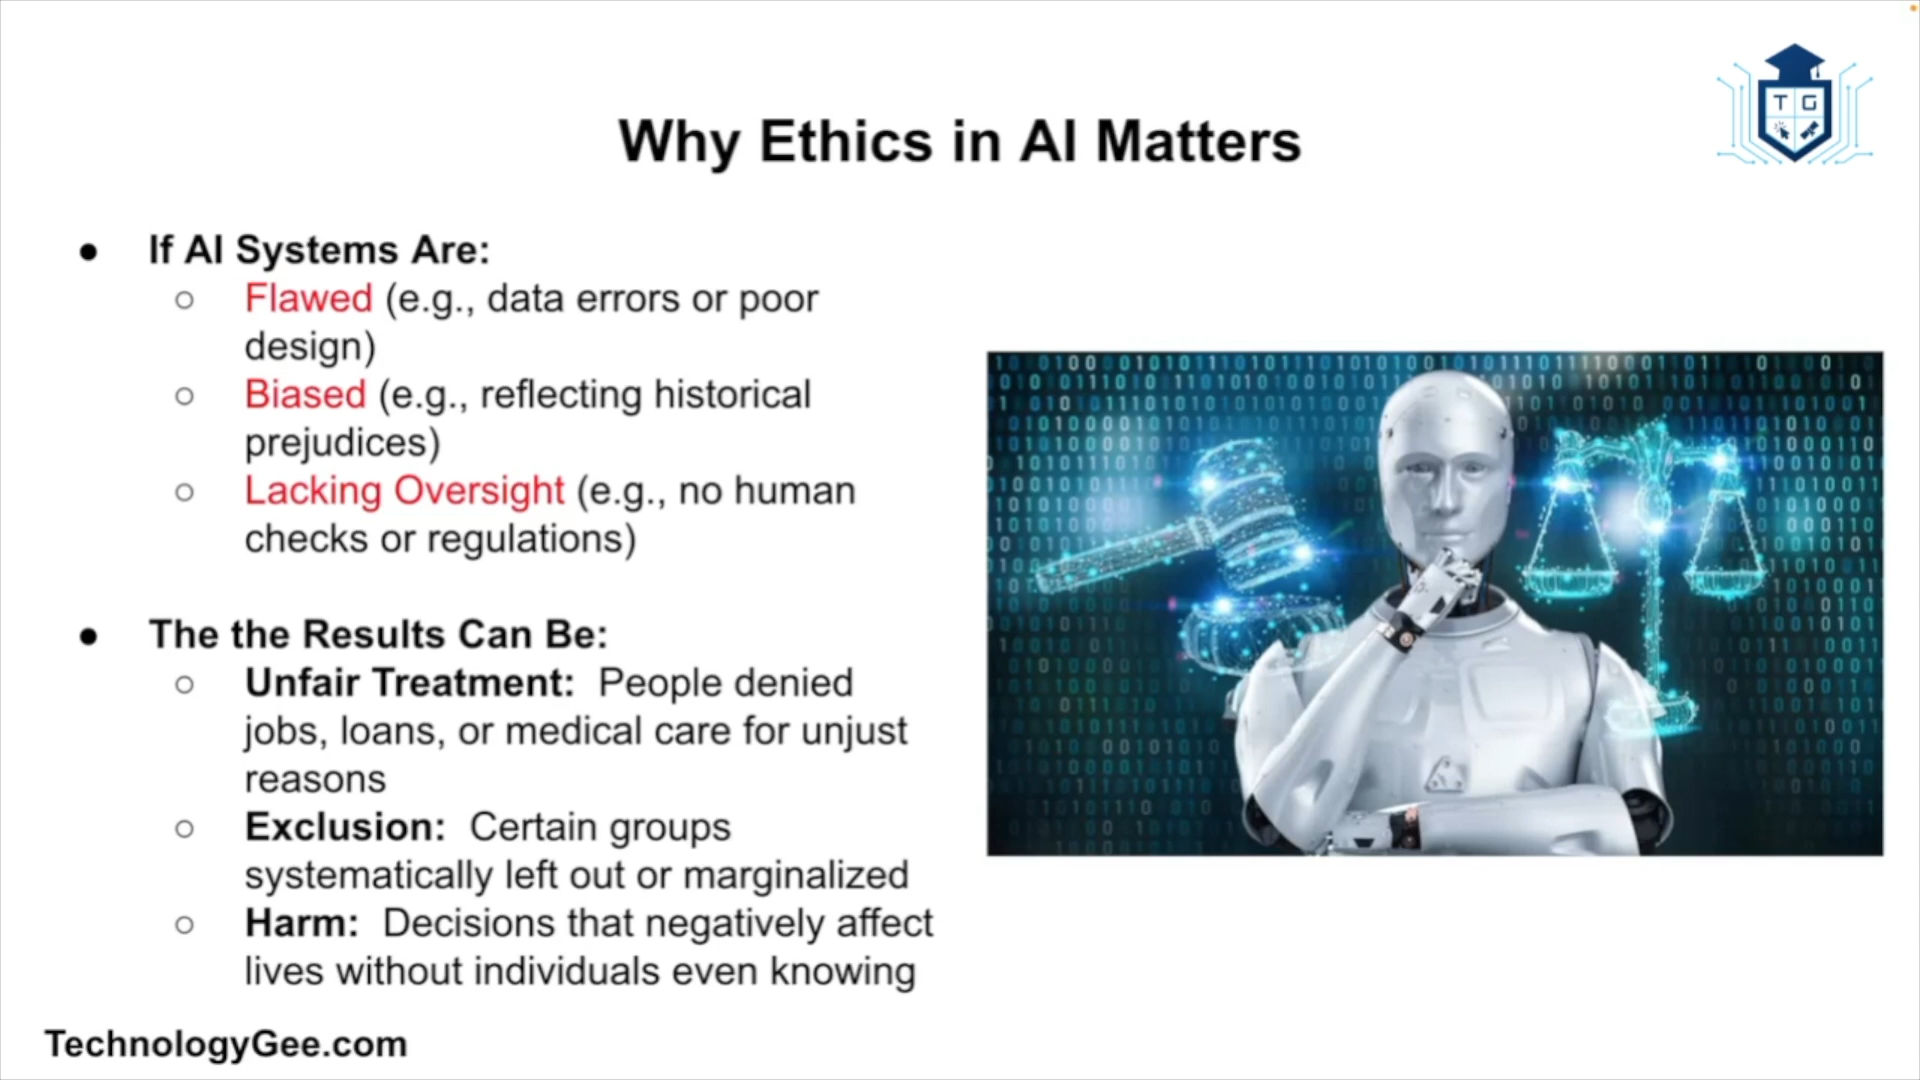 Why Ethics in AI Matters
T G
● If AI Systems Are:
○ Flawed (e.g., data errors or poor
design)
○ Biased (e.g., reflecting historical
prejudices)
○ Lacking Oversight (e.g., no human
checks or regulations)
● The the Results Can Be:
○ Unfair Treatment: People denied
jobs, loans, or medical care for unjust
reasons
○ Exclusion: Certain groups
systematically left out or marginalized
○ Harm: Decisions that negatively affect
lives without individuals even knowing
TechnologyGee.com